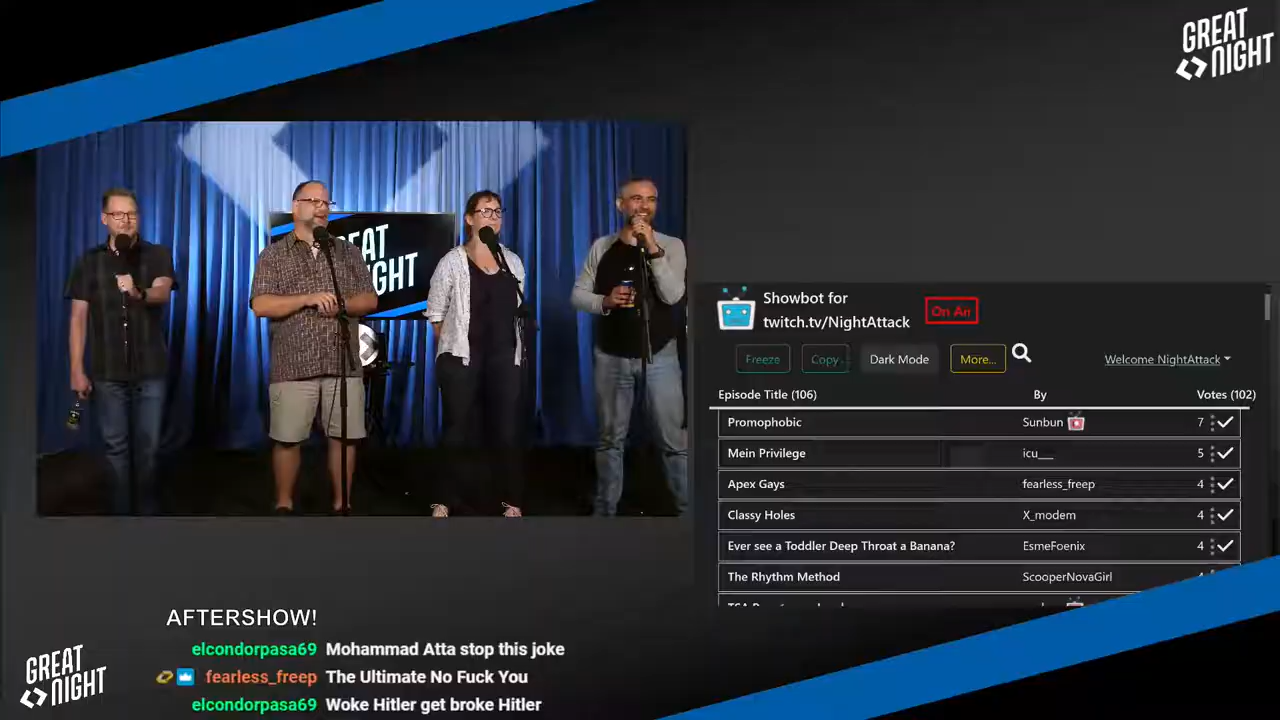 GREAT
NIGHT
GREAT
NIGHT
Showbot for
twitch.tv/NightAttack
On Air
Freeze
Copy
Dark Mode
More...
Welcome NightAttack
Episode Title (106)
By
Votes (102)
Promophobic Sunbun 7
Mein Privilege icu__ 5
Apex Gays fearless_freep 4
Classy Holes X_modem 4
Ever see a Toddler Deep Throat a Banana? EsmeFoenix 4
The Rhythm Method ScooperNovaGirl
AFTERSHOW!
elcondorpasa69 Mohammad Atta stop this joke
fearless_freep The Ultimate No Fuck You
elcondorpasa69 Woke Hitler get broke Hitler
GREAT
NIGHT